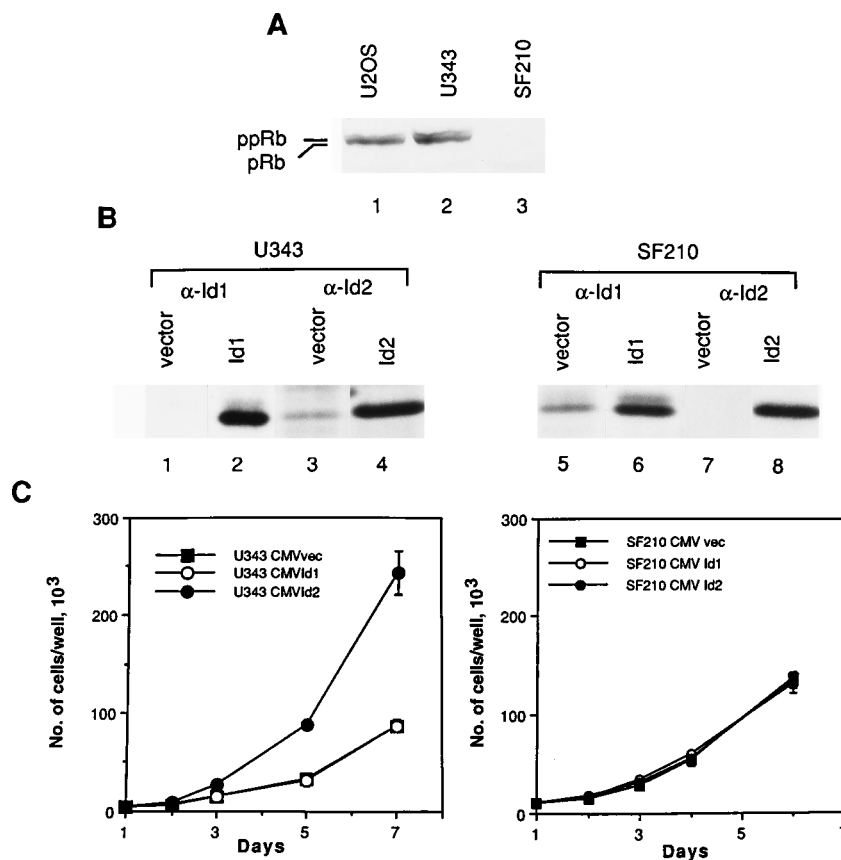 A
U2OS
U343
SF210
ppRb
pRb
1 2 3
B
U343
SF210
α-Id1 α-Id2
α-Id1 α-Id2
vector Id1 vector Id2
vector Id1 vector Id2
1 2 3 4
5 6 7 8
C
No. of cells/well, 10³
300
200
100
0
U343 CMVvec
U343 CMVId1
U343 CMVId2
1 3 5 7
Days
No. of cells/well, 10³
300
200
100
0
SF210 CMV vec
SF210 CMV Id1
SF210 CMV Id2
1 3 5 7
Days